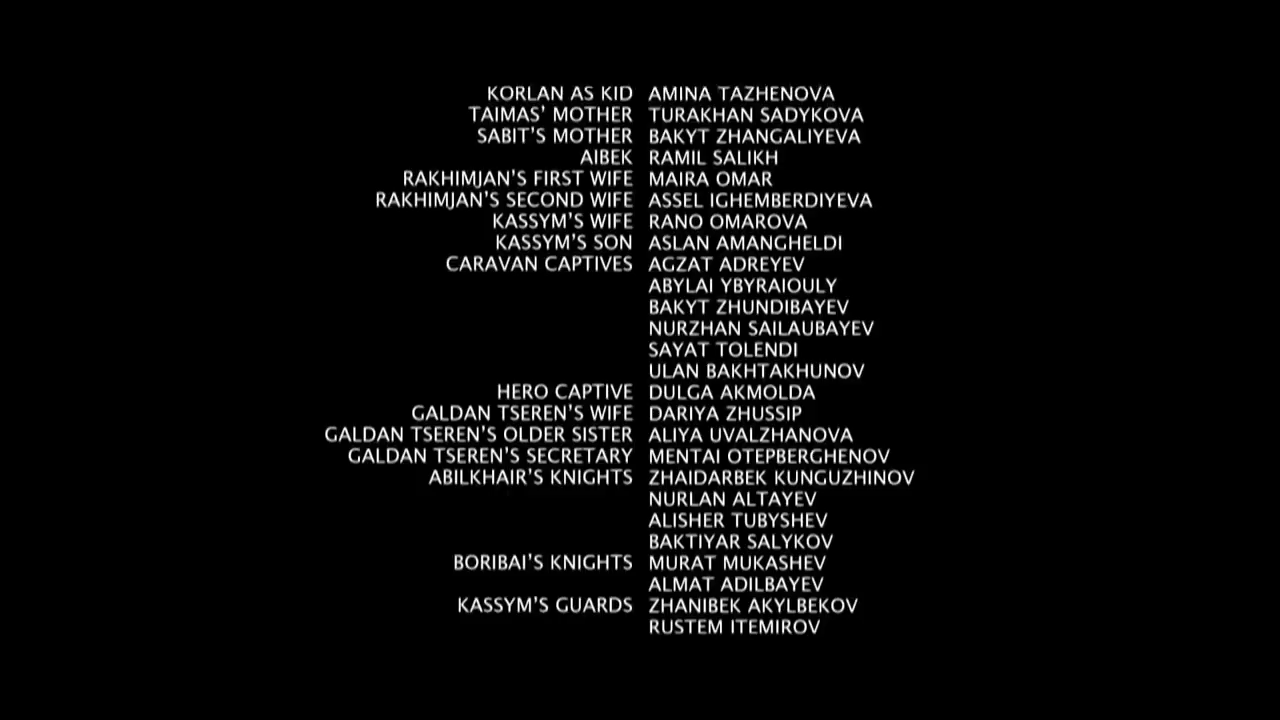 KORLAN AS KID AMINA TAZHENOVA
TAIMAS' MOTHER TURAKHAN SADYKOVA
SABIT'S MOTHER BAKYT ZHANGALIYEVA
AIBEK RAMIL SALIKH
RAKHIMJAN'S FIRST WIFE MAIRA OMAR
RAKHIMJAN'S SECOND WIFE ASSEL IGHEMBERDIYEVA
KASSYM'S WIFE RANO OMAROVA
KASSYM'S SON ASLAN AMANGHELDI
CARAVAN CAPTIVES AGZAT ADREYEV
ABYLAI YBYRAIOULY
BAKYT ZHUNDIBAYEV
NURZHAN SAILAUBAYEV
SAYAT TOLENDI
ULAN BAKHTAKHUNOV
HERO CAPTIVE DULGA AKMOLDA
GALDAN TSEREN'S WIFE DARIYA ZHUSSIP
GALDAN TSEREN'S OLDER SISTER ALIYA UVALZHANOVA
GALDAN TSEREN'S SECRETARY MENTAI OTEPBERGHENOV
ABILKHAIR'S KNIGHTS ZHAIDARBEK KUNGUZHINOV
NURLAN ALTAYEV
ALISHER TUBYSHEV
BAKTIYAR SALYKOV
BORIBAI'S KNIGHTS MURAT MUKASHEV
ALMAT ADILBAYEV
KASSYM'S GUARDS ZHANIBEK AKYLBEKOV
RUSTEM ITEMIROV